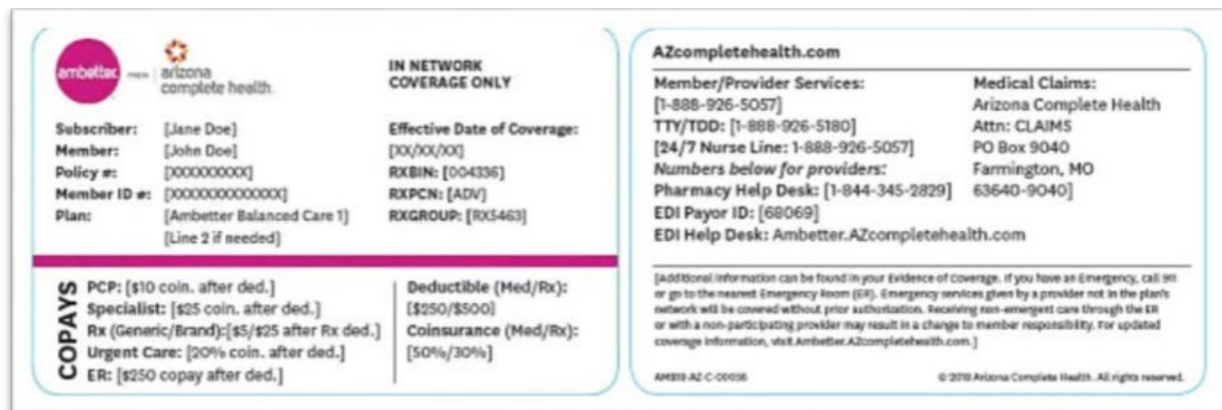 ambetter. FROM arizona
complete health.
IN NETWORK
COVERAGE ONLY
Subscriber: [Jane Doe]
Member: [John Doe]
Policy #: [XXXXXXXXX]
Member ID #: [XXXXXXXXXXXXX]
Plan: [Ambetter Balanced Care 1]
[Line 2 if needed]
Effective Date of Coverage:
[XX/XX/XX]
RXBIN: [004336]
RXPCN: [ADV]
RXGROUP: [RX5463]
COPAYS
PCP: [$10 coin. after ded.]
Specialist: [$25 coin. after ded.]
Rx (Generic/Brand):[$5/$25 after Rx ded.]
Urgent Care: [20% coin. after ded.]
ER: [$250 copay after ded.]
Deductible (Med/Rx):
[$250/$500]
Coinsurance (Med/Rx):
[50%/30%]
AZcompletehealth.com
Member/Provider Services:
[1-888-926-5057]
TTY/TDD: [1-888-926-5180]
[24/7 Nurse Line: 1-888-926-5057]
Numbers below for providers:
Pharmacy Help Desk: [1-844-345-2829]
EDI Payor ID: [68069]
EDI Help Desk: Ambetter.AZcompletehealth.com
Medical Claims:
Arizona Complete Health
Attn: CLAIMS
PO Box 9040
Farmington, MO
63640-9040]
[Additional information can be found in your Evidence of Coverage. If you have an Emergency, call 911
or go to the nearest Emergency Room (ER). Emergency services given by a provider not in the plan's
network will be covered without prior authorization. Receiving non-emergent care through the ER
or with a non-participating provider may result in a change to member responsibility. For updated
coverage information, visit Ambetter.AZcompletehealth.com.]
AMB18-AZ-C-00056
© 2018 Arizona Complete Health. All rights reserved.